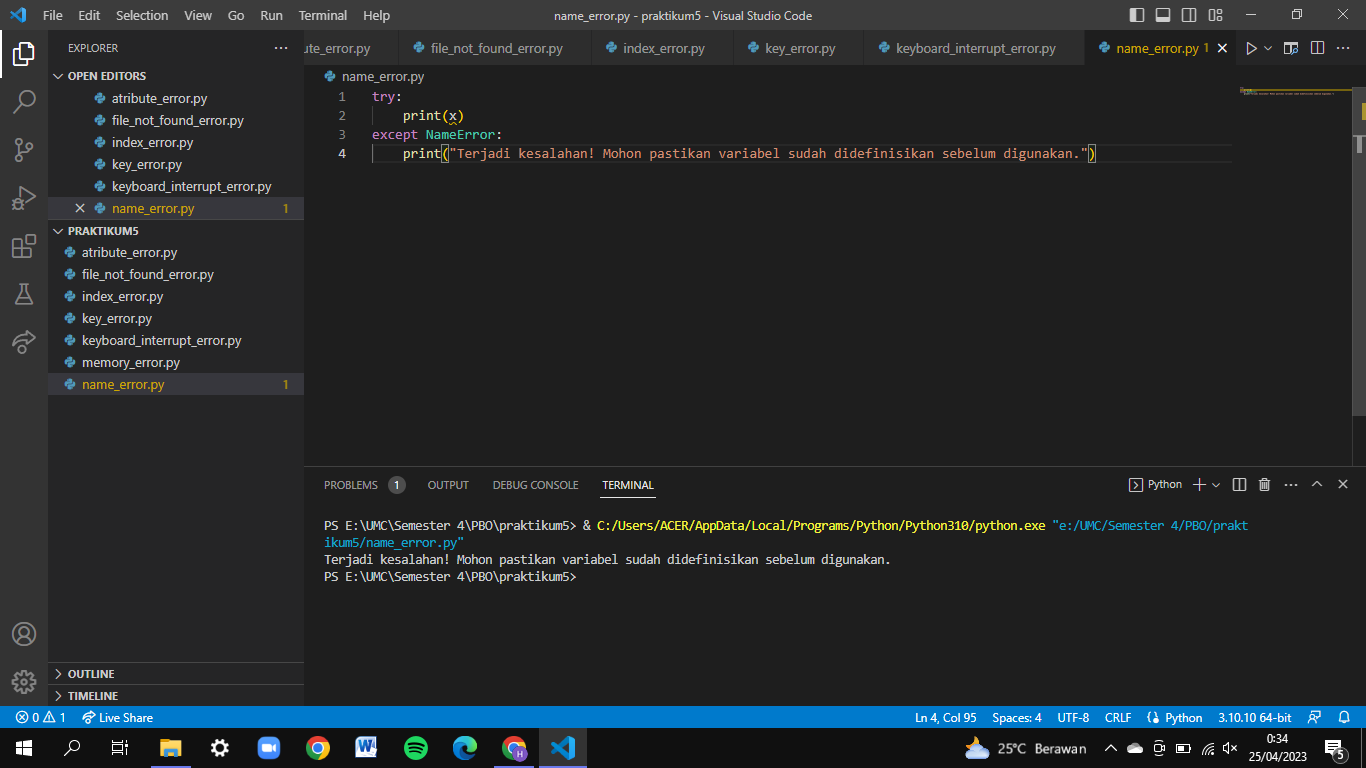 File Edit Selection View Go Run Terminal Help
name_error.py - praktikum5 - Visual Studio Code
EXPLORER
OPEN EDITORS
atribute_error.py
file_not_found_error.py
index_error.py
key_error.py
keyboard_interrupt_error.py
name_error.py 1
PRAKTIKUM5
atribute_error.py
file_not_found_error.py
index_error.py
key_error.py
keyboard_interrupt_error.py
memory_error.py
name_error.py 1
OUTLINE
TIMELINE
ute_error.py file_not_found_error.py index_error.py key_error.py keyboard_interrupt_error.py name_error.py 1
name_error.py
1 try:
2 print(x)
3 except NameError:
4 print("Terjadi kesalahan! Mohon pastikan variabel sudah didefinisikan sebelum digunakan.")
PROBLEMS 1 OUTPUT DEBUG CONSOLE TERMINAL
Python
PS E:\UMC\Semester 4\PBO\praktikum5> & C:/Users/ACER/AppData/Local/Programs/Python/Python310/python.exe "e:/UMC/Semester 4/PBO/prakt
ikum5/name_error.py"
Terjadi kesalahan! Mohon pastikan variabel sudah didefinisikan sebelum digunakan.
PS E:\UMC\Semester 4\PBO\praktikum5>
0 1 Live Share
Ln 4, Col 95 Spaces: 4 UTF-8 CRLF Python 3.10.10 64-bit
25°C Berawan
0:34
25/04/2023
5